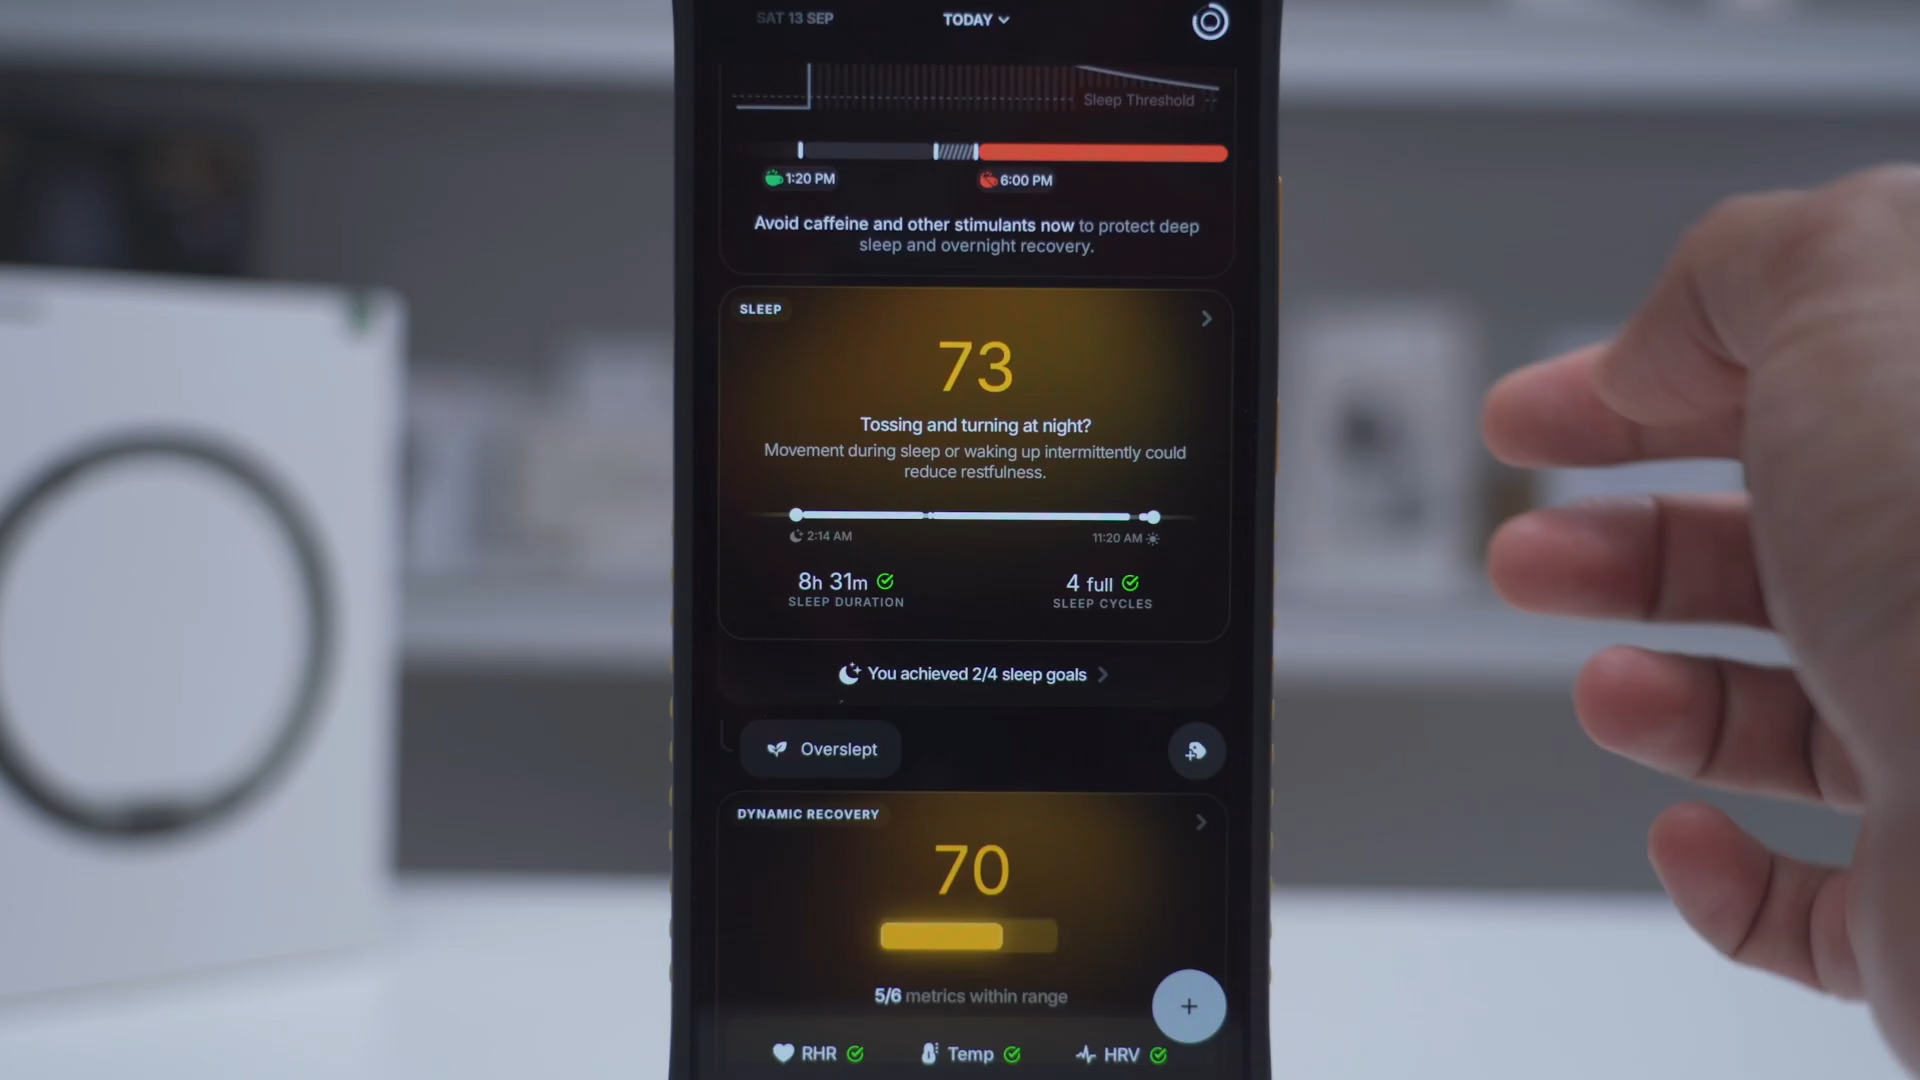 SAT 13 SEP
TODAY
Sleep Threshold
1:20 PM
6:00 PM
Avoid caffeine and other stimulants now to protect deep
sleep and overnight recovery.
SLEEP
73
Tossing and turning at night?
Movement during sleep or waking up intermittently could
reduce restfulness.
2:14 AM
11:20 AM
8h 31m
4 full
SLEEP DURATION
SLEEP CYCLES
You achieved 2/4 sleep goals
Overslept
DYNAMIC RECOVERY
70
5/6 metrics within range
+
RHR
Temp
HRV